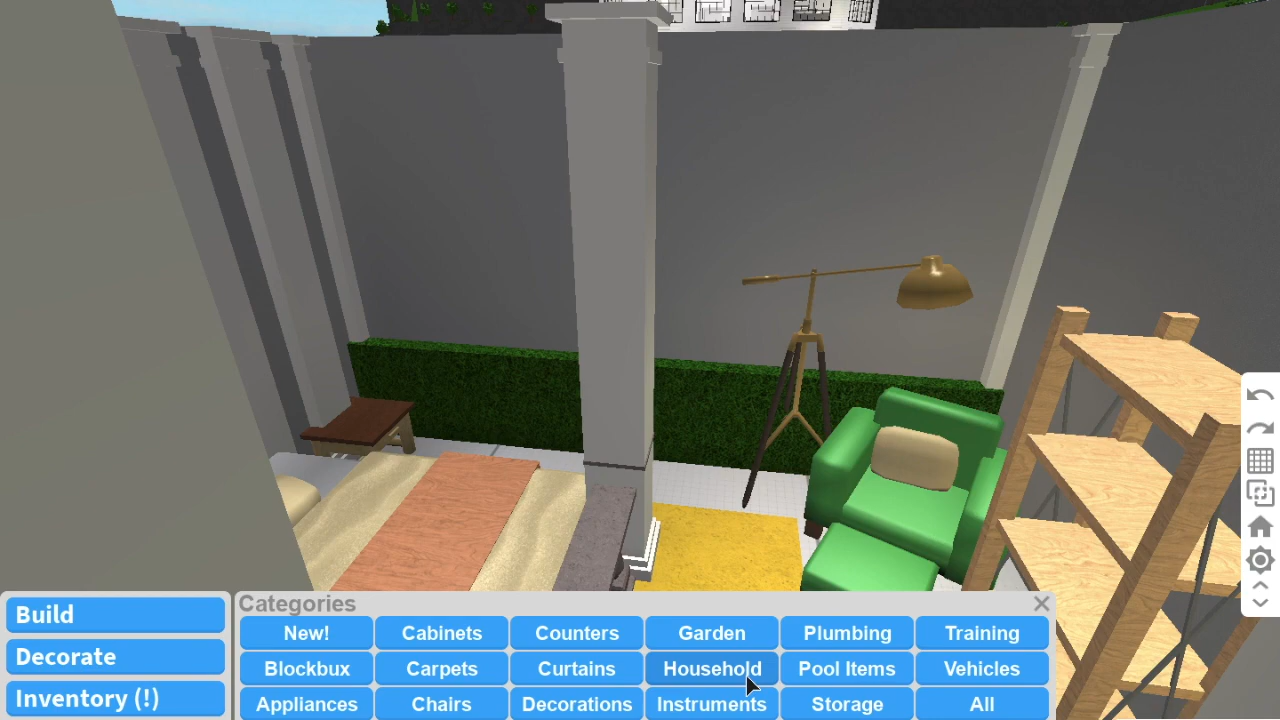 Build
Decorate
Inventory (!)
Categories
New! Cabinets Counters Garden Plumbing Training
Blockbux Carpets Curtains Household Pool Items Vehicles
Appliances Chairs Decorations Instruments Storage All